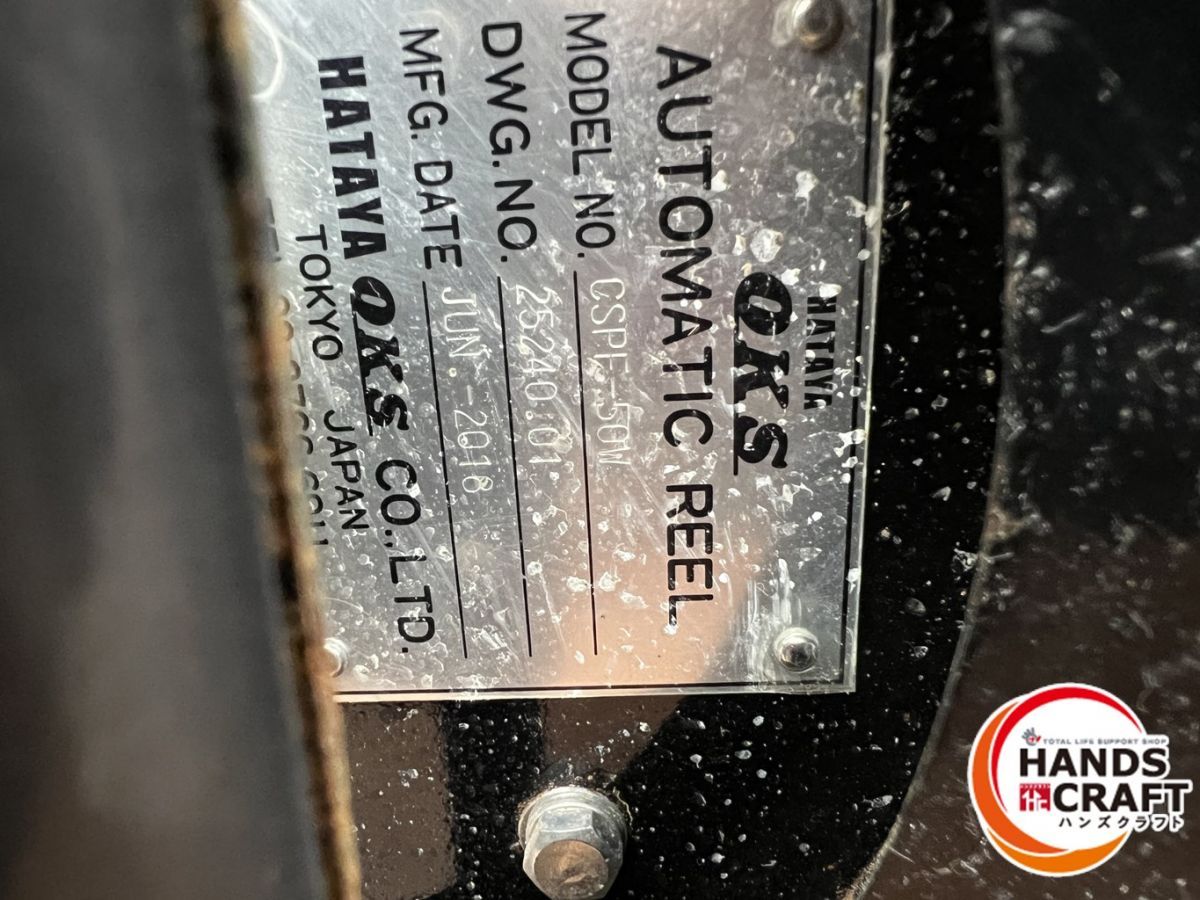 HATAYA
OKS
AUTOMATIC REEL
MODEL NO. CSPF-50W
DWG. NO. 25240.01
MFG. DATE JUN.-2018
HATAYA OKS CO., LTD.
TOKYO JAPAN
TOTAL LIFE SUPPORT SHOP
HANDS
CRAFT
ハンズクラフト